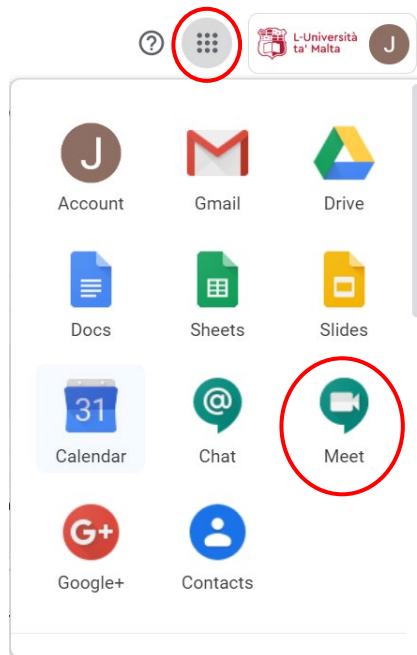 L-Università
ta' Malta
J
J
Account
Gmail
Drive
Docs
Sheets
Slides
31
Calendar
@
Chat
Meet
G+
Google+
Contacts